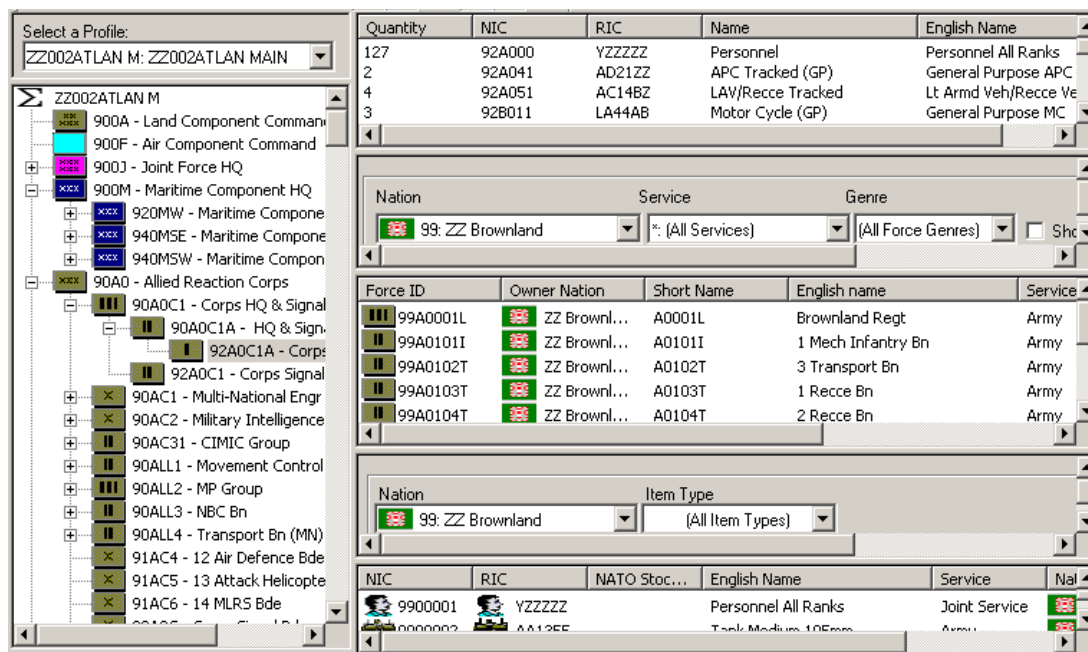 Select a Profile:
ZZ002ATLAN M: ZZ002ATLAN MAIN
ZZ002ATLAN M
900A - Land Component Comman
900F - Air Component Command
900J - Joint Force HQ
900M - Maritime Component HQ
920MW - Maritime Compone
940MSE - Maritime Compone
940MSW - Maritime Compon
90A0 - Allied Reaction Corps
90A0C1 - Corps HQ & Signal
90A0C1A - HQ & Sign
92A0C1A - Corps
92A0C1 - Corps Signal
90AC1 - Multi-National Engr
90AC2 - Military Intelligence
90AC31 - CIMIC Group
90ALL1 - Movement Control
90ALL2 - MP Group
90ALL3 - NBC Bn
90ALL4 - Transport Bn (MN)
91AC4 - 12 Air Defence Bde
91AC5 - 13 Attack Helicopte
91AC6 - 14 MLRS Bde
Quantity NIC RIC Name English Name
127 92A000 YZZZZZ Personnel Personnel All Ranks
2 92A041 AD21ZZ APC Tracked (GP) General Purpose APC
4 92A051 AC14BZ LAV/Recce Tracked Lt Armd Veh/Recce Ve
3 92B011 LA44AB Motor Cycle (GP) General Purpose MC
Nation Service Genre
99: ZZ Brownland *: (All Services) (All Force Genres) Sho
Force ID Owner Nation Short Name English name Service
99A0001L ZZ Brownl... A0001L Brownland Regt Army
99A0101I ZZ Brownl... A0101I 1 Mech Infantry Bn Army
99A0102T ZZ Brownl... A0102T 3 Transport Bn Army
99A0103T ZZ Brownl... A0103T 1 Recce Bn Army
99A0104T ZZ Brownl... A0104T 2 Recce Bn Army
Nation Item Type
99: ZZ Brownland (All Item Types)
NIC RIC NATO Stoc... English Name Service Nat
9900001 YZZZZZ Personnel All Ranks Joint Service